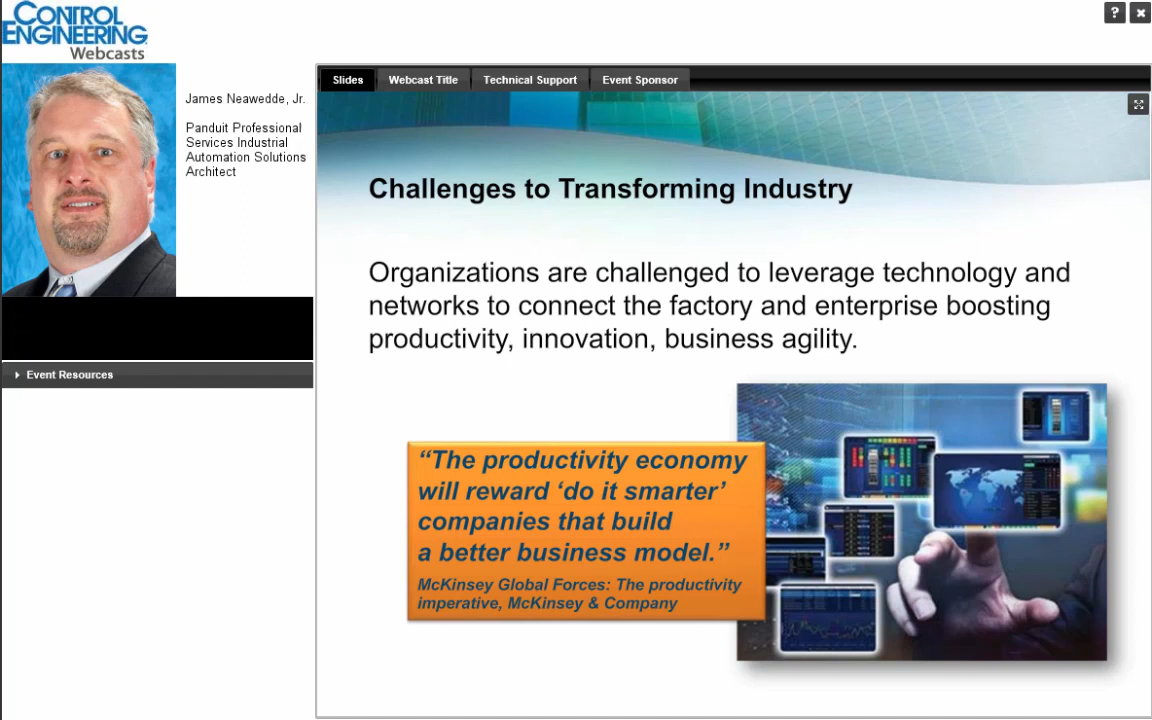 CONTROL
ENGINEERING
Webcasts
?
James Neawedde, Jr.
Panduit Professional
Services Industrial
Automation Solutions
Architect
Event Resources
Slides Webcast Title Technical Support Event Sponsor
Challenges to Transforming Industry
Organizations are challenged to leverage technology and
networks to connect the factory and enterprise boosting
productivity, innovation, business agility.
“The productivity economy
will reward ‘do it smarter’
companies that build
a better business model.”
McKinsey Global Forces: The productivity
imperative, McKinsey & Company